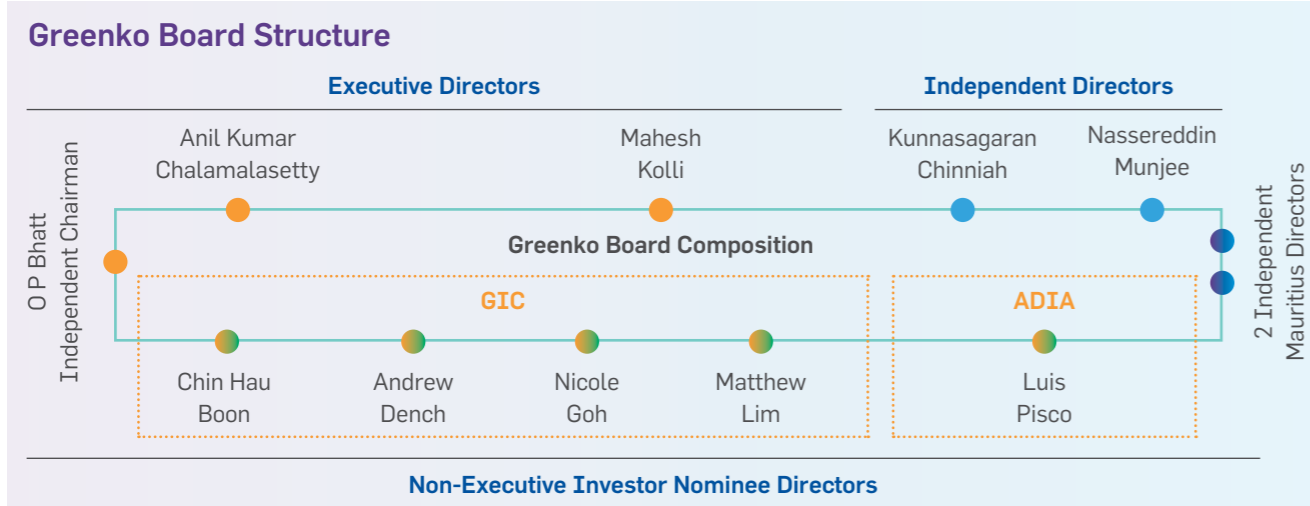 Greenko Board Structure
Executive Directors
Independent Directors
O P Bhatt
Independent Chairman
Anil Kumar
Chalamalasetty
Mahesh
Kolli
Kunnasagaran
Chinniah
Nassereddin
Munjee
2 Independent
Mauritius Directors
Greenko Board Composition
GIC
ADIA
Chin Hau
Boon
Andrew
Dench
Nicole
Goh
Matthew
Lim
Luis
Pisco
Non-Executive Investor Nominee Directors